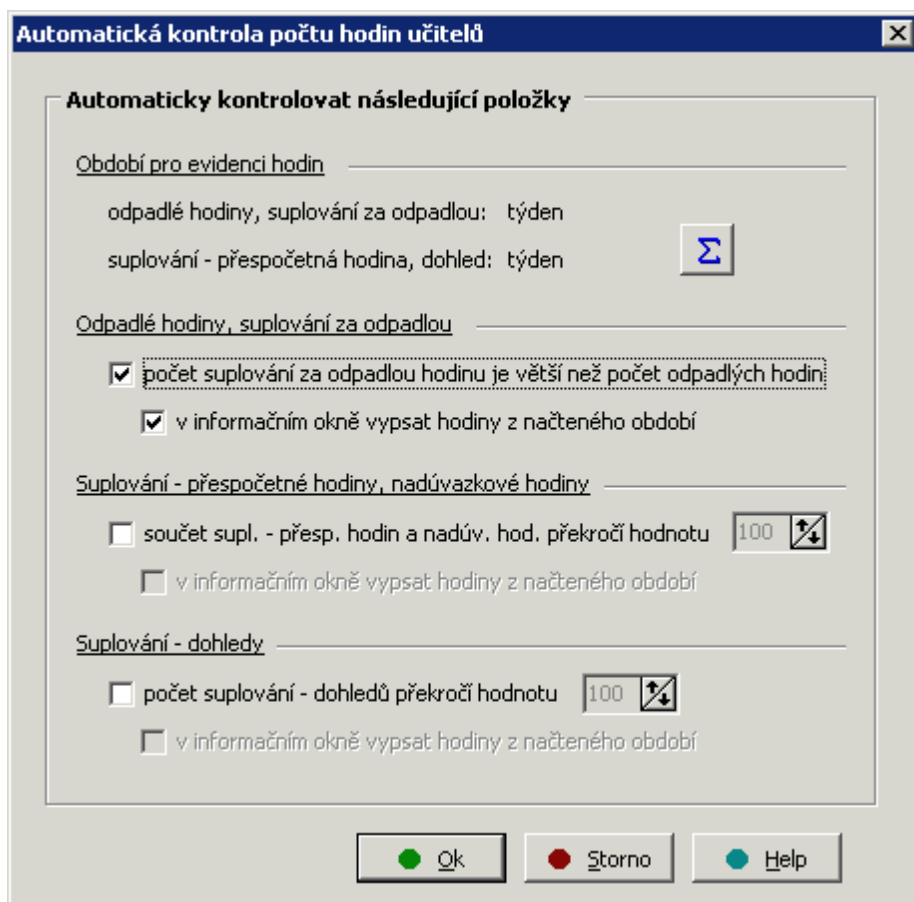 Automatická kontrola počtu hodin učitelů
Automaticky kontrolovat následující položky
Období pro evidenci hodin
odpadlé hodiny, suplování za odpadlou: týden
suplování - přespočetná hodina, dohled: týden
Σ
Odpadlé hodiny, suplování za odpadlou
počet suplování za odpadlou hodinu je větší než počet odpadlých hodin
v informačním okně vypsat hodiny z načteného období
Suplování - přespočetné hodiny, nadúvazkové hodiny
součet supl. - přesp. hodin a nadúv. hod. překročí hodnotu 100
v informačním okně vypsat hodiny z načteného období
Suplování - dohledy
počet suplování - dohledů překročí hodnotu 100
v informačním okně vypsat hodiny z načteného období
Ok Storno Help